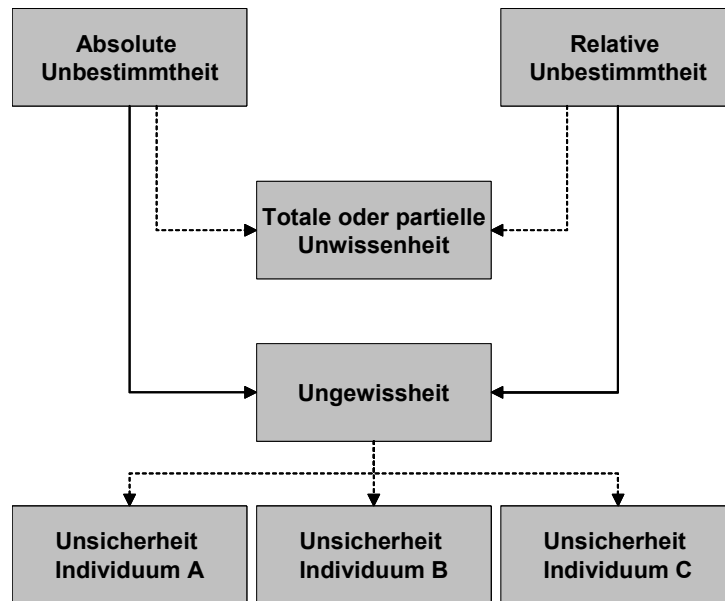 Absolute
Unbestimmtheit
Relative
Unbestimmtheit
Totale oder partielle
Unwissenheit
Ungewissheit
Unsicherheit
Individuum A
Unsicherheit
Individuum B
Unsicherheit
Individuum C